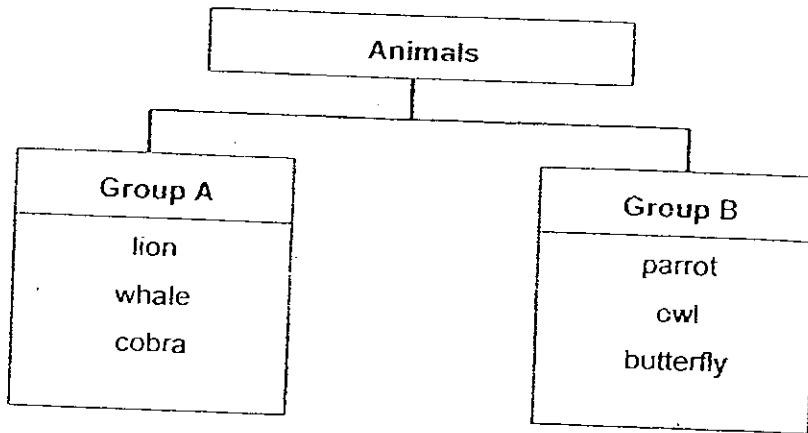 Animals
Group A
lion
whale
cobra
Group B
parrot
owl
butterfly